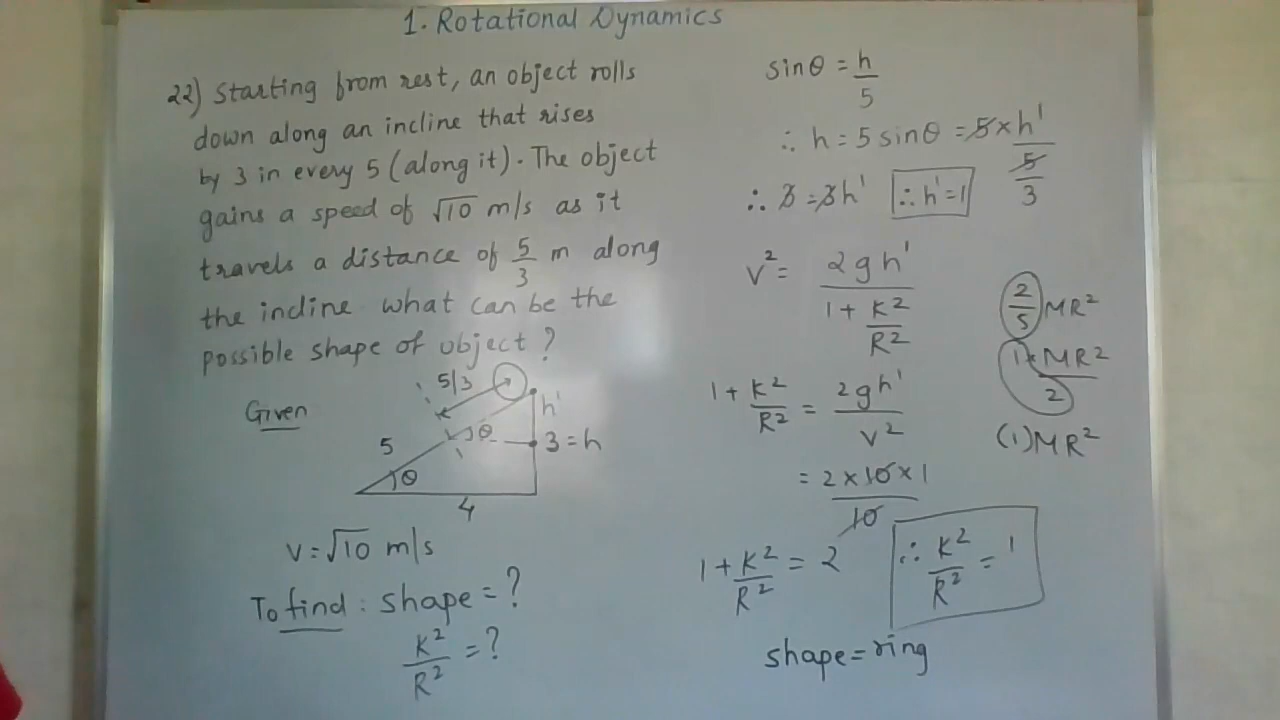 1. Rotational Dynamics
22) Starting from rest, an object rolls
down along an incline that rises
by 3 in every 5 (along it). The object
gains a speed of √10 m/s as it
travels a distance of 5/3 m along
the incline what can be the
possible shape of object?
Given
5/3
h'
θ
3 = h
5
θ
4
v = √10 m/s
To find : shape = ?
K²/R² = ?
sinθ = h/5
∴ h = 5 sinθ = 5 × h'/(5/3)
∴ 3 = 3h' ∴ h' = 1
v² = 2gh'/(1 + K²/R²)
1 + K²/R² = 2gh'/v²
= 2×10×1/10
1 + K²/R² = 2 ∴ K²/R² = 1
shape = ring
2/5 MR²
1×MR²/2
(1)MR²